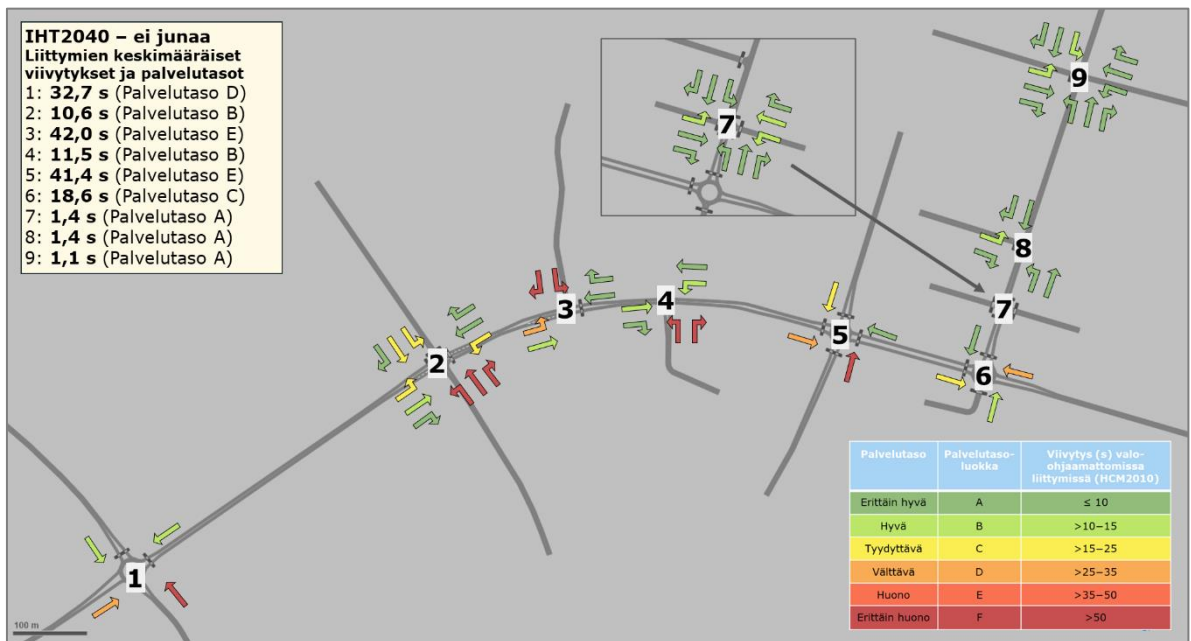 IHT2040 – ei junaa
Liittymien keskimääräiset
viivytykset ja palvelutasot
1: 32,7 s (Palvelutaso D)
2: 10,6 s (Palvelutaso B)
3: 42,0 s (Palvelutaso E)
4: 11,5 s (Palvelutaso B)
5: 41,4 s (Palvelutaso E)
6: 18,6 s (Palvelutaso C)
7: 1,4 s (Palvelutaso A)
8: 1,4 s (Palvelutaso A)
9: 1,1 s (Palvelutaso A)
9
7
8
7
3
4
5
2
6
1
100 m
Palvelutaso
Palvelutaso-
luokka
Viivytys (s) valo-
ohjaamattomissa
liittymissä (HCM2010)
Erittäin hyvä A ≤ 10
Hyvä B >10−15
Tyydyttävä C >15−25
Välttävä D >25−35
Huono E >35−50
Erittäin huono F >50